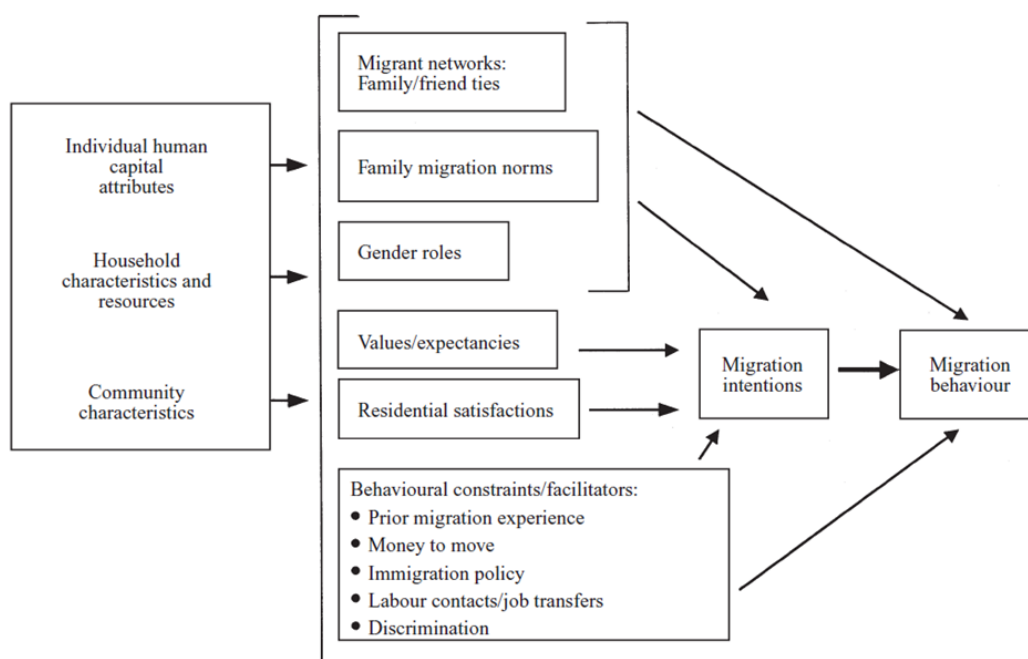 Individual human
capital
attributes
Household
characteristics and
resources
Community
characteristics
Migrant networks:
Family/friend ties
Family migration norms
Gender roles
Values/expectancies
Residential satisfactions
Behavioural constraints/facilitators:
• Prior migration experience
• Money to move
• Immigration policy
• Labour contacts/job transfers
• Discrimination
Migration
intentions
Migration
behaviour